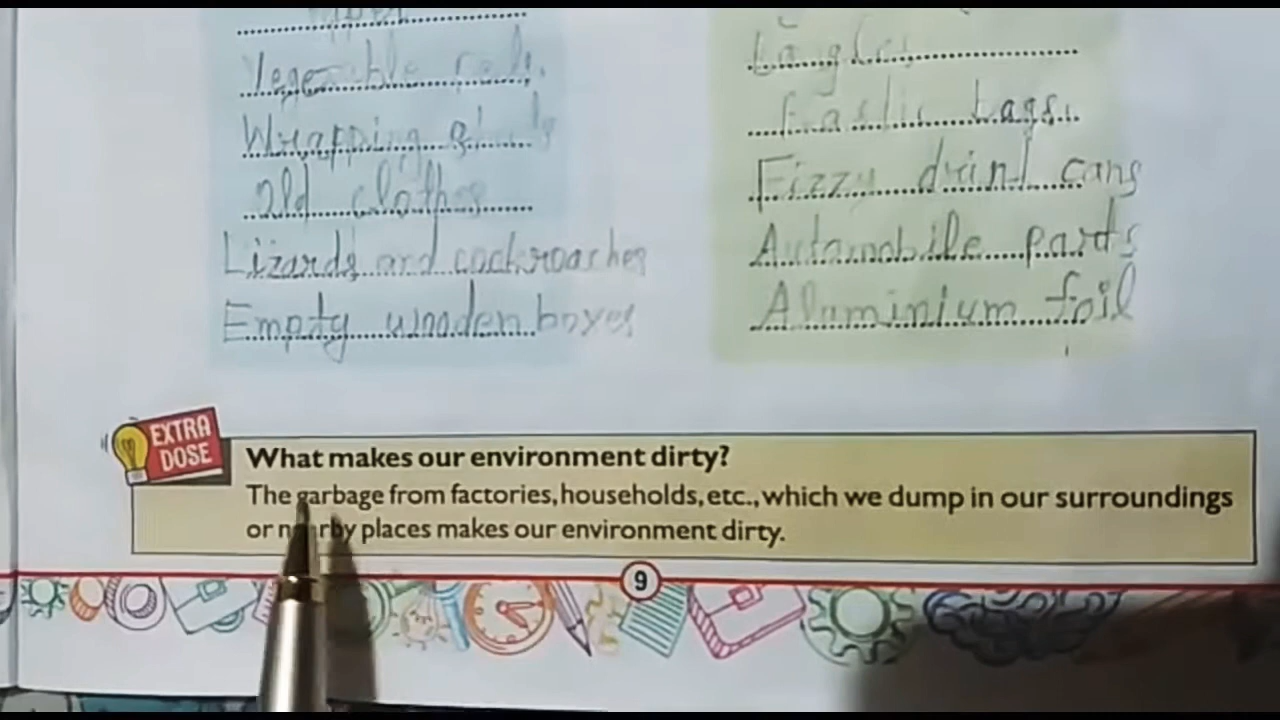 Vegetable
Wrapping
Old clothes
Lizards and cockroaches
Empty wooden boxes
bags.
Fizzy drink cans
Automobile parts
Aluminium foil
EXTRA
DOSE
What makes our environment dirty?
The garbage from factories, households, etc., which we dump in our surroundings
or nearby places makes our environment dirty.
9